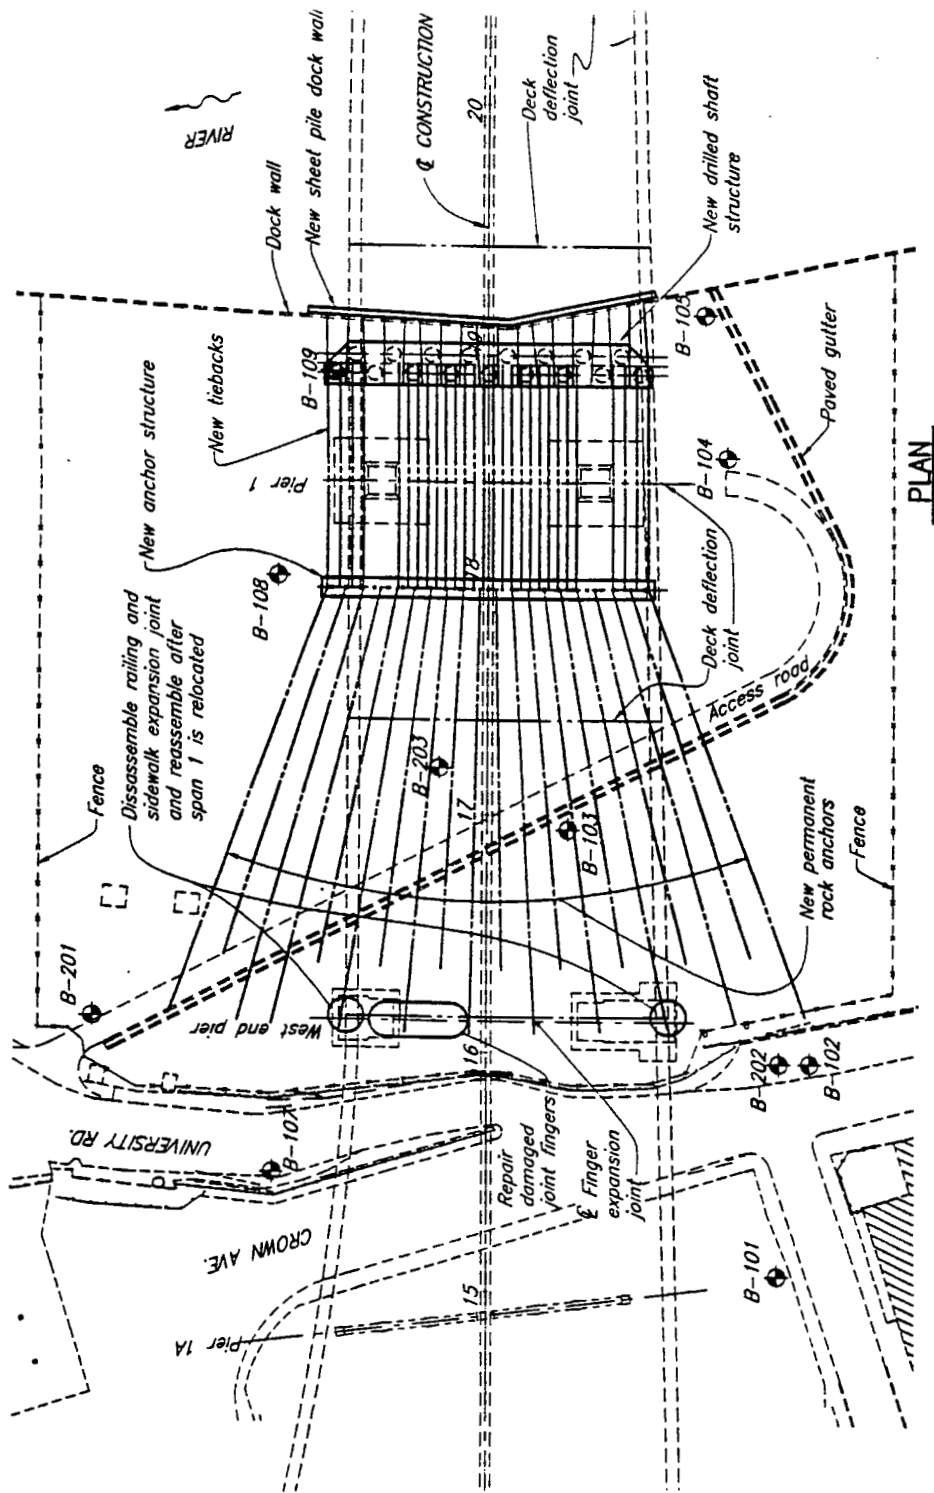 RIVER
Dock wall
New sheet pile dock wall
℄ CONSTRUCTION
20
Deck
deflection
joint
New drilled shaft
structure
New anchor structure
New tiebacks
B-109
19
B-105
Paved gutter
Pier 1
B-104
PLAN
Dissassemble railing and
sidewalk expansion joint
and reassemble after
span 1 is relocated
B-108
18
Deck deflection
joint
Access road
Fence
B-203
17
B-103
New permanent
rock anchors
Fence
B-201
West end pier
16
B-202
B-102
UNIVERSITY RD.
B-107
Repair
damaged
joint fingers
℄ Finger
expansion
joint
CROWN AVE.
15
B-101
Pier 1A